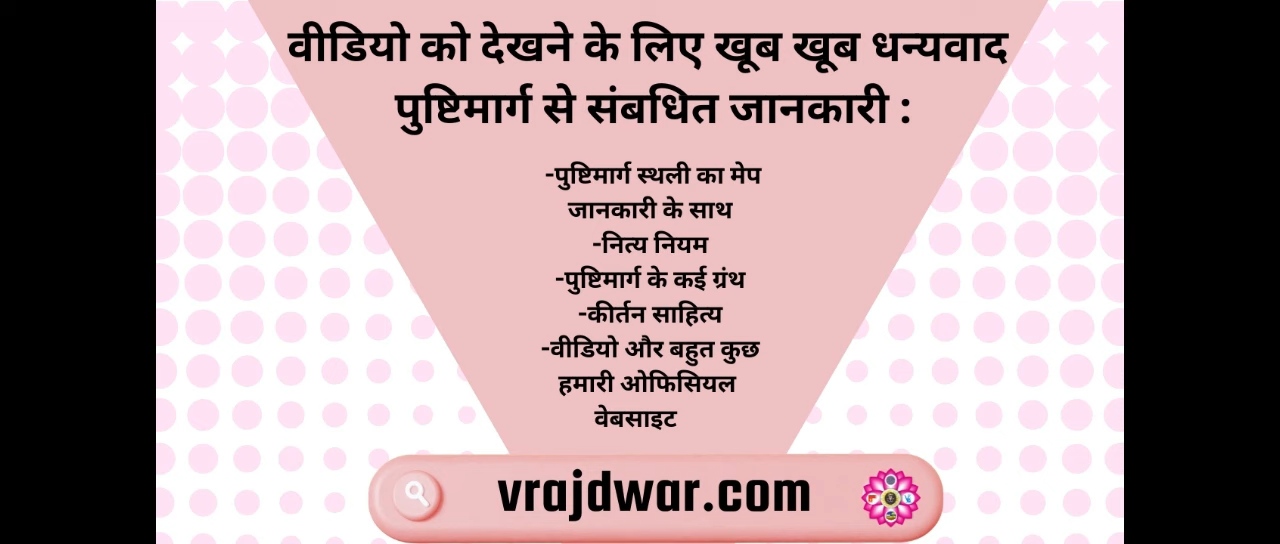 वीडियो को देखने के लिए खूब खूब धन्यवाद
पुष्टिमार्ग से संबधित जानकारी :
-पुष्टिमार्ग स्थली का मेप
जानकारी के साथ
-नित्य नियम
-पुष्टिमार्ग के कई ग्रंथ
-कीर्तन साहित्य
-वीडियो और बहुत कुछ
हमारी ओफिसियल
वेबसाइट
vrajdwar.com